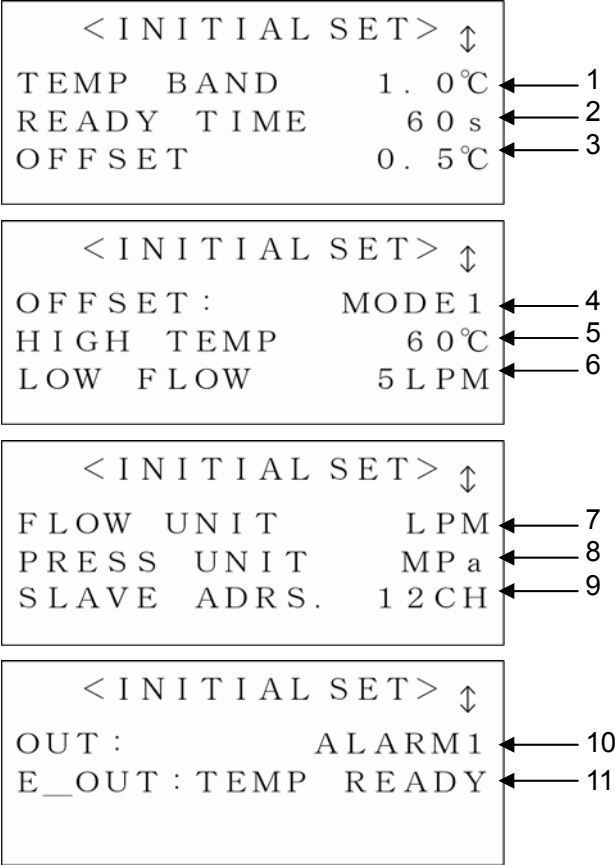 <INITIAL SET> ↕
TEMP BAND 1.0℃ 1
READY TIME 60s 2
OFFSET 0.5℃ 3
<INITIAL SET> ↕
OFFSET: MODE1 4
HIGH TEMP 60℃ 5
LOW FLOW 5LPM 6
<INITIAL SET> ↕
FLOW UNIT LPM 7
PRESS UNIT MPa 8
SLAVE ADRS. 12CH 9
<INITIAL SET> ↕
OUT: ALARM1 10
E_OUT:TEMP READY 11